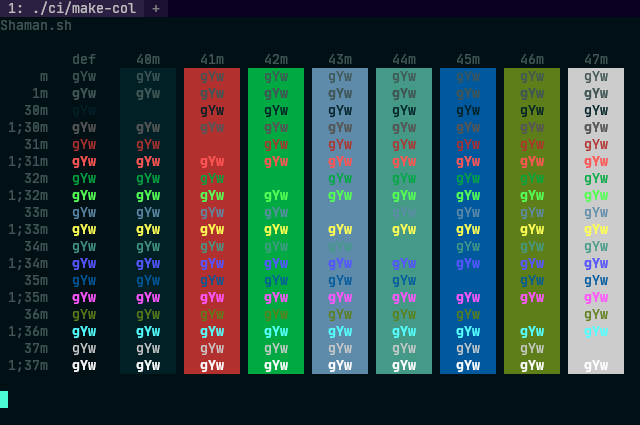 1: ./ci/make-col +
Shaman.sh
def 40m 41m 42m 43m 44m 45m 46m 47m
m gYw gYw gYw gYw gYw gYw gYw gYw gYw
1m gYw gYw gYw gYw gYw gYw gYw gYw gYw
30m gYw gYw gYw gYw gYw gYw gYw gYw
1;30m gYw gYw gYw gYw gYw gYw gYw gYw gYw
31m gYw gYw gYw gYw gYw gYw gYw gYw
1;31m gYw gYw gYw gYw gYw gYw gYw gYw gYw
32m gYw gYw gYw gYw gYw gYw gYw gYw
1;32m gYw gYw gYw gYw gYw gYw gYw gYw gYw
33m gYw gYw gYw gYw gYw gYw gYw gYw
1;33m gYw gYw gYw gYw gYw gYw gYw gYw gYw
34m gYw gYw gYw gYw gYw gYw gYw gYw
1;34m gYw gYw gYw gYw gYw gYw gYw gYw gYw
35m gYw gYw gYw gYw gYw gYw gYw gYw
1;35m gYw gYw gYw gYw gYw gYw gYw gYw gYw
36m gYw gYw gYw gYw gYw gYw gYw gYw
1;36m gYw gYw gYw gYw gYw gYw gYw gYw gYw
37m gYw gYw gYw gYw gYw gYw gYw gYw
1;37m gYw gYw gYw gYw gYw gYw gYw gYw gYw